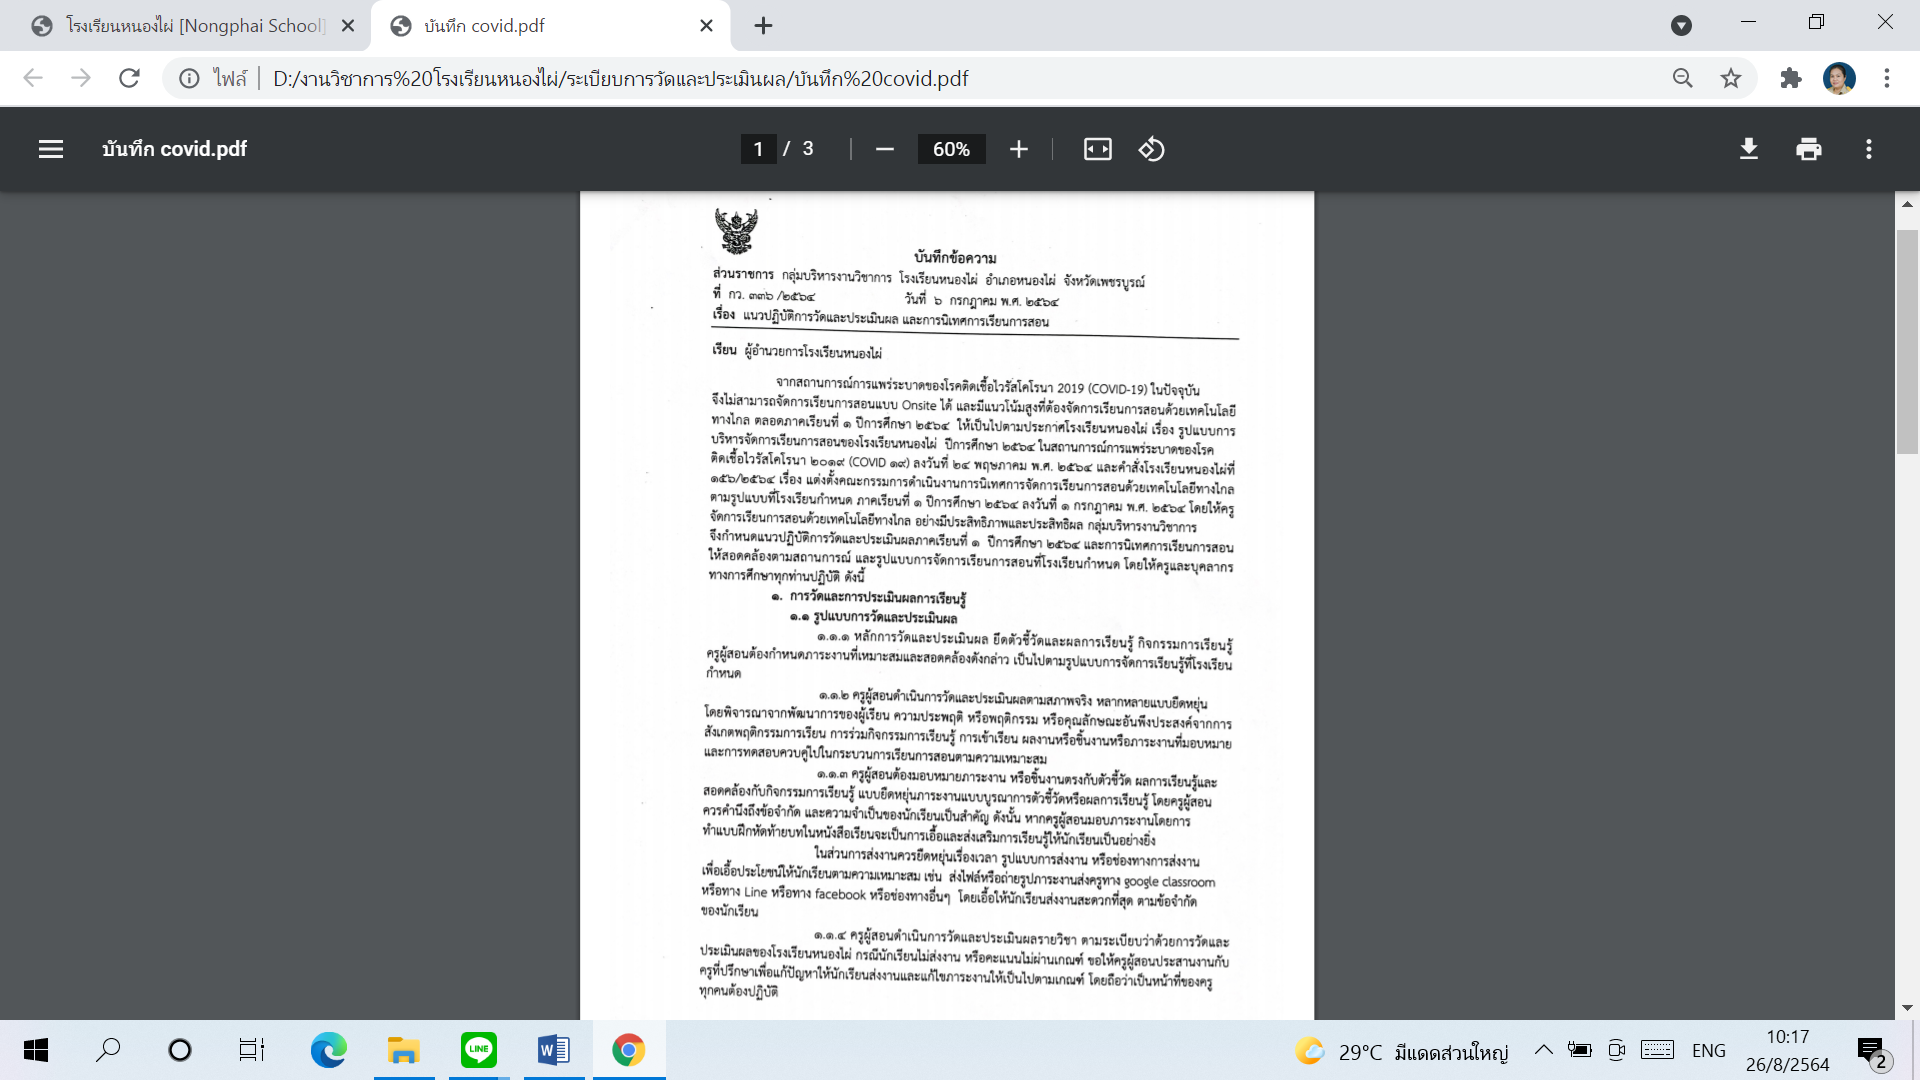 โรงเรียนหนองไผ่ [Nongphai School]
บันทึก covid.pdf
ไฟล์ D:/งานวิชาการ%20โรงเรียนหนองไผ่/ระเบียบการวัดและประเมินผล/บันทึก%20covid.pdf
บันทึก covid.pdf
1 / 3
60%
บันทึกข้อความ
ส่วนราชการ กลุ่มบริหารงานวิชาการ โรงเรียนหนองไผ่ อำเภอหนองไผ่ จังหวัดเพชรบูรณ์
ที่ กว. ๓๓๖ /๒๕๖๔ วันที่ ๖ กรกฎาคม พ.ศ. ๒๕๖๔
เรื่อง แนวปฏิบัติการวัดและประเมินผล และการนิเทศการเรียนการสอน
เรียน ผู้อำนวยการโรงเรียนหนองไผ่
จากสถานการณ์การแพร่ระบาดของโรคติดเชื้อไวรัสโคโรนา 2019 (COVID-19) ในปัจจุบัน
จึงไม่สามารถจัดการเรียนการสอนแบบ Onsite ได้ และมีแนวโน้มสูงที่ต้องจัดการเรียนการสอนด้วยเทคโนโลยี
ทางไกล ตลอดภาคเรียนที่ ๑ ปีการศึกษา ๒๕๖๔ ให้เป็นไปตามประกาศโรงเรียนหนองไผ่ เรื่อง รูปแบบการ
บริหารจัดการเรียนการสอนของโรงเรียนหนองไผ่ ปีการศึกษา ๒๕๖๔ ในสถานการณ์การแพร่ระบาดของโรค
ติดเชื้อไวรัสโคโรนา ๒๐๑๙ (COVID ๑๙) ลงวันที่ ๒๔ พฤษภาคม พ.ศ. ๒๕๖๔ และคำสั่งโรงเรียนหนองไผ่ที่
๑๕๖/๒๕๖๔ เรื่อง แต่งตั้งคณะกรรมการดำเนินงานการนิเทศการจัดการเรียนการสอนด้วยเทคโนโลยีทางไกล
ตามรูปแบบที่โรงเรียนกำหนด ภาคเรียนที่ ๑ ปีการศึกษา ๒๕๖๔ ลงวันที่ ๑ กรกฎาคม พ.ศ. ๒๕๖๔ โดยให้ครู
จัดการเรียนการสอนด้วยเทคโนโลยีทางไกล อย่างมีประสิทธิภาพและประสิทธิผล กลุ่มบริหารงานวิชาการ
จึงกำหนดแนวปฏิบัติการวัดและประเมินผลภาคเรียนที่ ๑ ปีการศึกษา ๒๕๖๔ และการนิเทศการเรียนการสอน
ให้สอดคล้องตามสถานการณ์ และรูปแบบการจัดการเรียนการสอนที่โรงเรียนกำหนด โดยให้ครูและบุคลากร
ทางการศึกษาทุกท่านปฏิบัติ ดังนี้
๑. การวัดและการประเมินผลการเรียนรู้
๑.๑ รูปแบบการวัดและประเมินผล
๑.๑.๑ หลักการวัดและประเมินผล ยึดตัวชี้วัดและผลการเรียนรู้ กิจกรรมการเรียนรู้
ครูผู้สอนต้องกำหนดภาระงานที่เหมาะสมและสอดคล้องดังกล่าว เป็นไปตามรูปแบบการจัดการเรียนรู้ที่โรงเรียน
กำหนด
๑.๑.๒ ครูผู้สอนดำเนินการวัดและประเมินผลตามสภาพจริง หลากหลายแบบยืดหยุ่น
โดยพิจารณาจากพัฒนาการของผู้เรียน ความประพฤติ หรือพฤติกรรม หรือคุณลักษณะอันพึงประสงค์จากการ
สังเกตพฤติกรรมการเรียน การร่วมกิจกรรมการเรียนรู้ การเข้าเรียน ผลงานหรือชิ้นงานหรือภาระงานที่มอบหมาย
และการทดสอบควบคู่ไปในกระบวนการเรียนการสอนตามความเหมาะสม
๑.๑.๓ ครูผู้สอนต้องมอบหมายภาระงาน หรือชิ้นงานตรงกับตัวชี้วัด ผลการเรียนรู้และ
สอดคล้องกับกิจกรรมการเรียนรู้ แบบยืดหยุ่นภาระงานแบบบูรณาการตัวชี้วัดหรือผลการเรียนรู้ โดยครูผู้สอน
ควรคำนึงถึงข้อจำกัด และความจำเป็นของนักเรียนเป็นสำคัญ ดังนั้น หากครูผู้สอนมอบภาระงานโดยการ
ทำแบบฝึกหัดท้ายบทในหนังสือเรียนจะเป็นการเอื้อและส่งเสริมการเรียนรู้ให้นักเรียนเป็นอย่างยิ่ง
ในส่วนการส่งงานควรยืดหยุ่นเรื่องเวลา รูปแบบการส่งงาน หรือช่องทางการส่งงาน
เพื่อเอื้อประโยชน์ให้นักเรียนตามความเหมาะสม เช่น ส่งไฟล์หรือถ่ายรูปภาระงานส่งครูทาง google classroom
หรือทาง Line หรือทาง facebook หรือช่องทางอื่นๆ โดยเอื้อให้นักเรียนส่งงานสะดวกที่สุด ตามข้อจำกัด
ของนักเรียน
๑.๑.๔ ครูผู้สอนดำเนินการวัดและประเมินผลรายวิชา ตามระเบียบว่าด้วยการวัดและ
ประเมินผลของโรงเรียนหนองไผ่ กรณีนักเรียนไม่ส่งงาน หรือคะแนนไม่ผ่านเกณฑ์ ขอให้ครูผู้สอนประสานงานกับ
ครูที่ปรึกษาเพื่อแก้ปัญหาให้นักเรียนส่งงานและแก้ไขภาระงานให้เป็นไปตามเกณฑ์ โดยถือว่าเป็นหน้าที่ของครู
ทุกคนต้องปฏิบัติ
LINE
29°C มีแดดส่วนใหญ่
ENG
10:17
26/8/2564
2